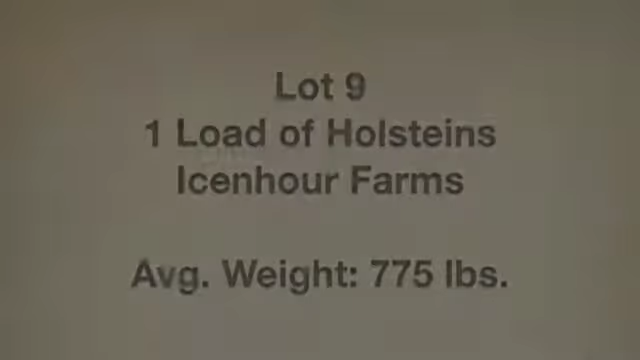 Lot 9
1 Load of Holsteins
Icenhour Farms
Avg. Weight: 775 lbs.